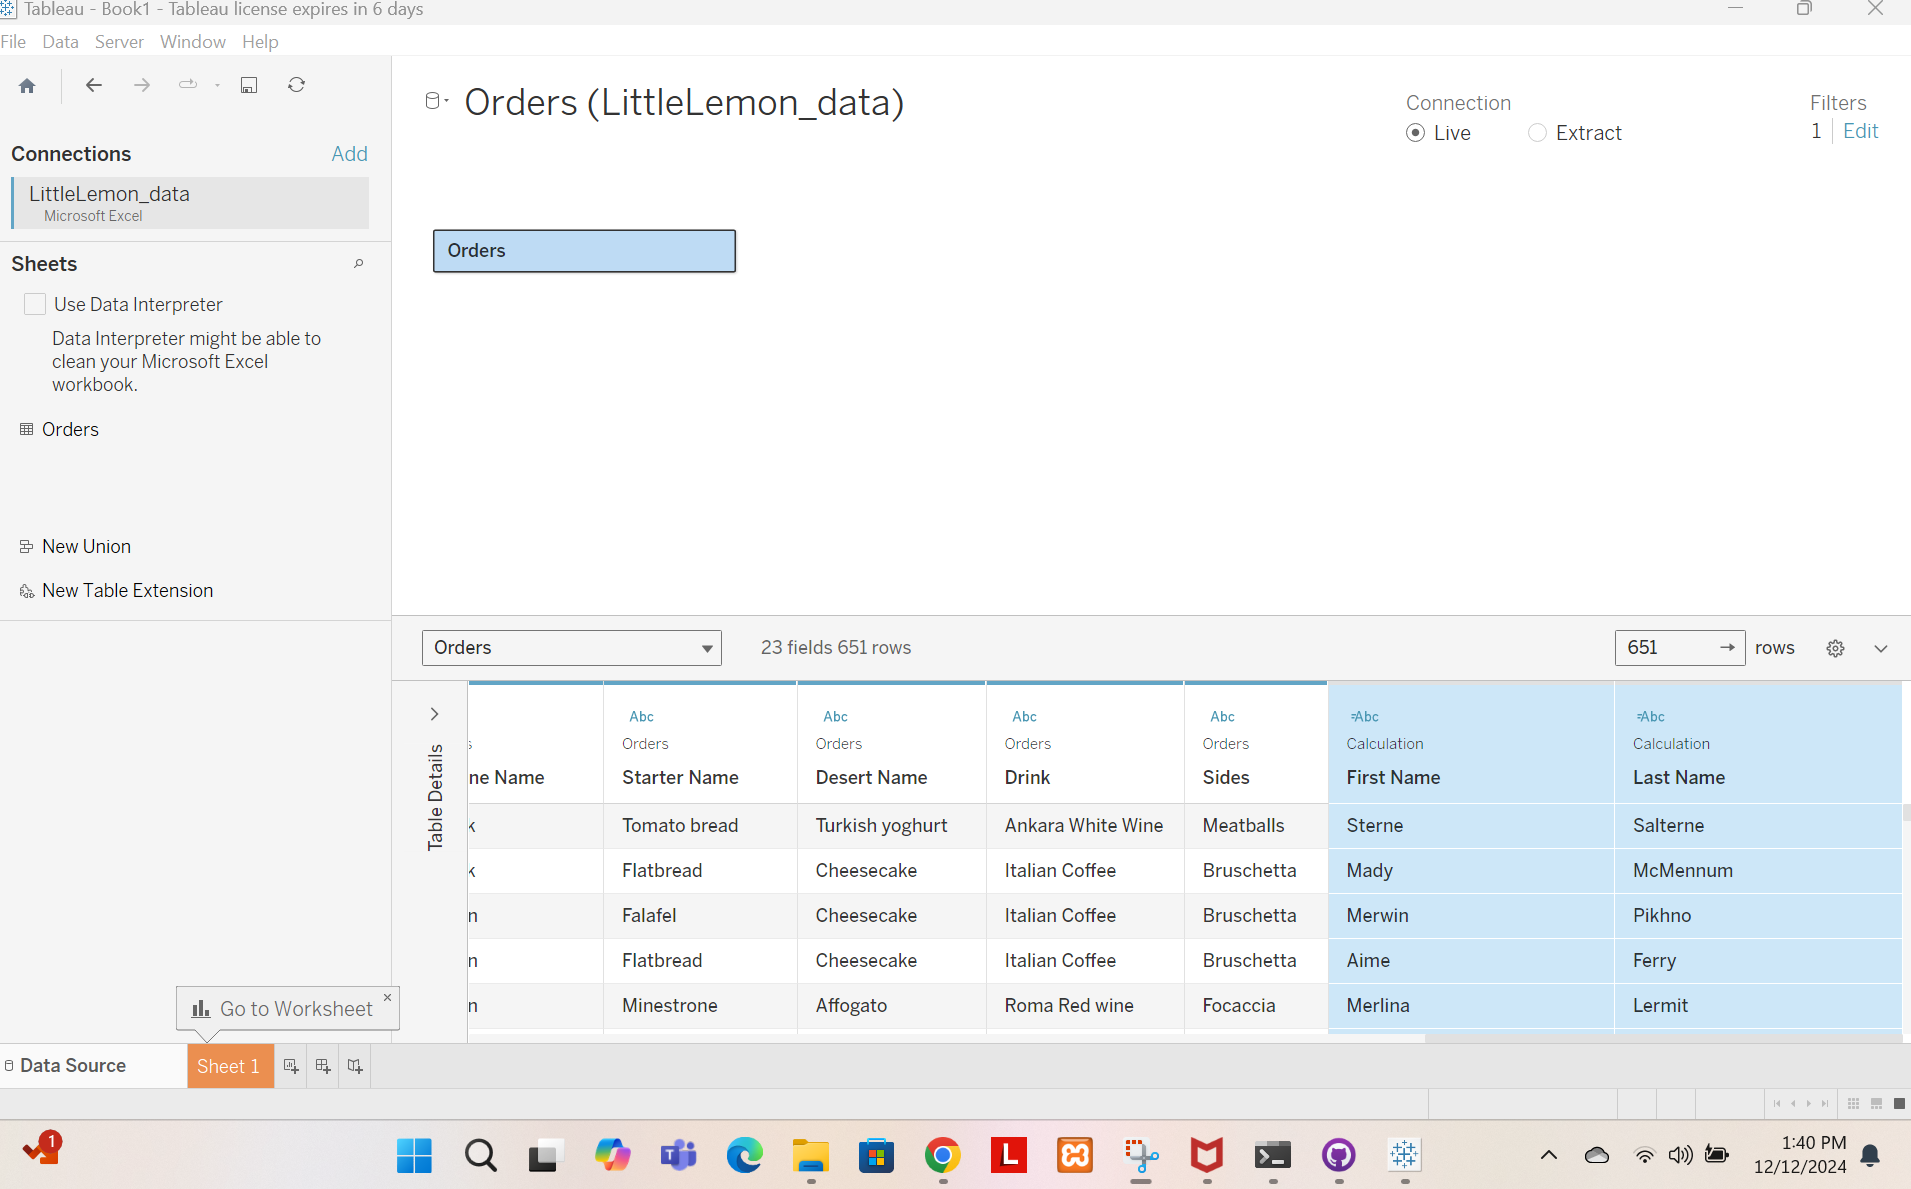 Tableau - Book1 - Tableau license expires in 6 days
File Data Server Window Help
Connections Add
LittleLemon_data
Microsoft Excel
Sheets
Use Data Interpreter
Data Interpreter might be able to
clean your Microsoft Excel
workbook.
Orders
New Union
New Table Extension
Orders (LittleLemon_data)
Connection
Live Extract
Filters
1 Edit
Orders
Orders 23 fields 651 rows 651 rows
Table Details
Abc Abc Abc Abc =Abc =Abc
s Orders Orders Orders Orders Calculation Calculation
ne Name Starter Name Desert Name Drink Sides First Name Last Name
k Tomato bread Turkish yoghurt Ankara White Wine Meatballs Sterne Salterne
k Flatbread Cheesecake Italian Coffee Bruschetta Mady McMennum
n Falafel Cheesecake Italian Coffee Bruschetta Merwin Pikhno
n Flatbread Cheesecake Italian Coffee Bruschetta Aime Ferry
n Minestrone Affogato Roma Red wine Focaccia Merlina Lermit
Go to Worksheet
Data Source Sheet 1
1
L
1:40 PM
12/12/2024